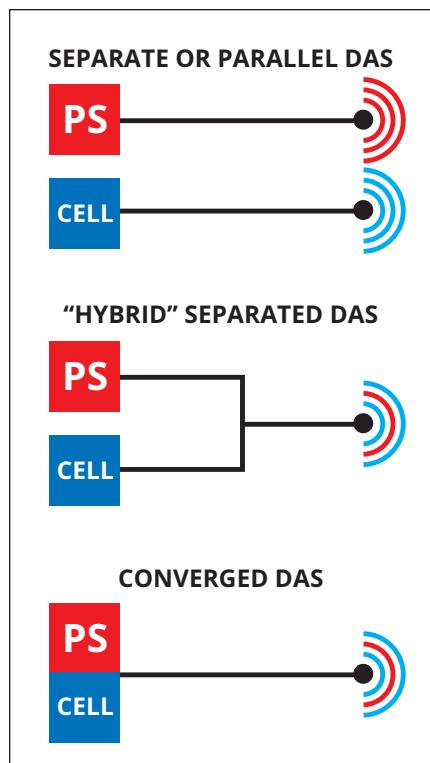 SEPARATE OR PARALLEL DAS
PS
CELL
“HYBRID” SEPARATED DAS
PS
CELL
CONVERGED DAS
PS
CELL